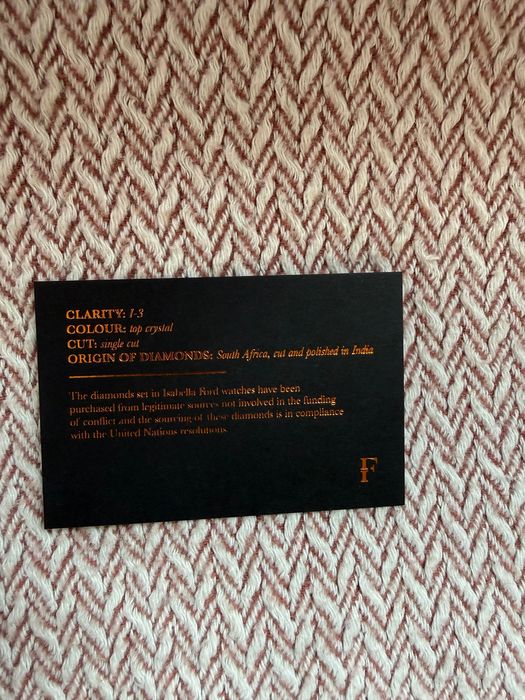 CLARITY: I-3
COLOUR: top crystal
CUT: single cut
ORIGIN OF DIAMONDS: South Africa, cut and polished in India
The diamonds set in Isabella Ford watches have been
purchased from legitimate sources not involved in the funding
of conflict and the sourcing of these diamonds is in compliance
with the United Nations resolutions
F